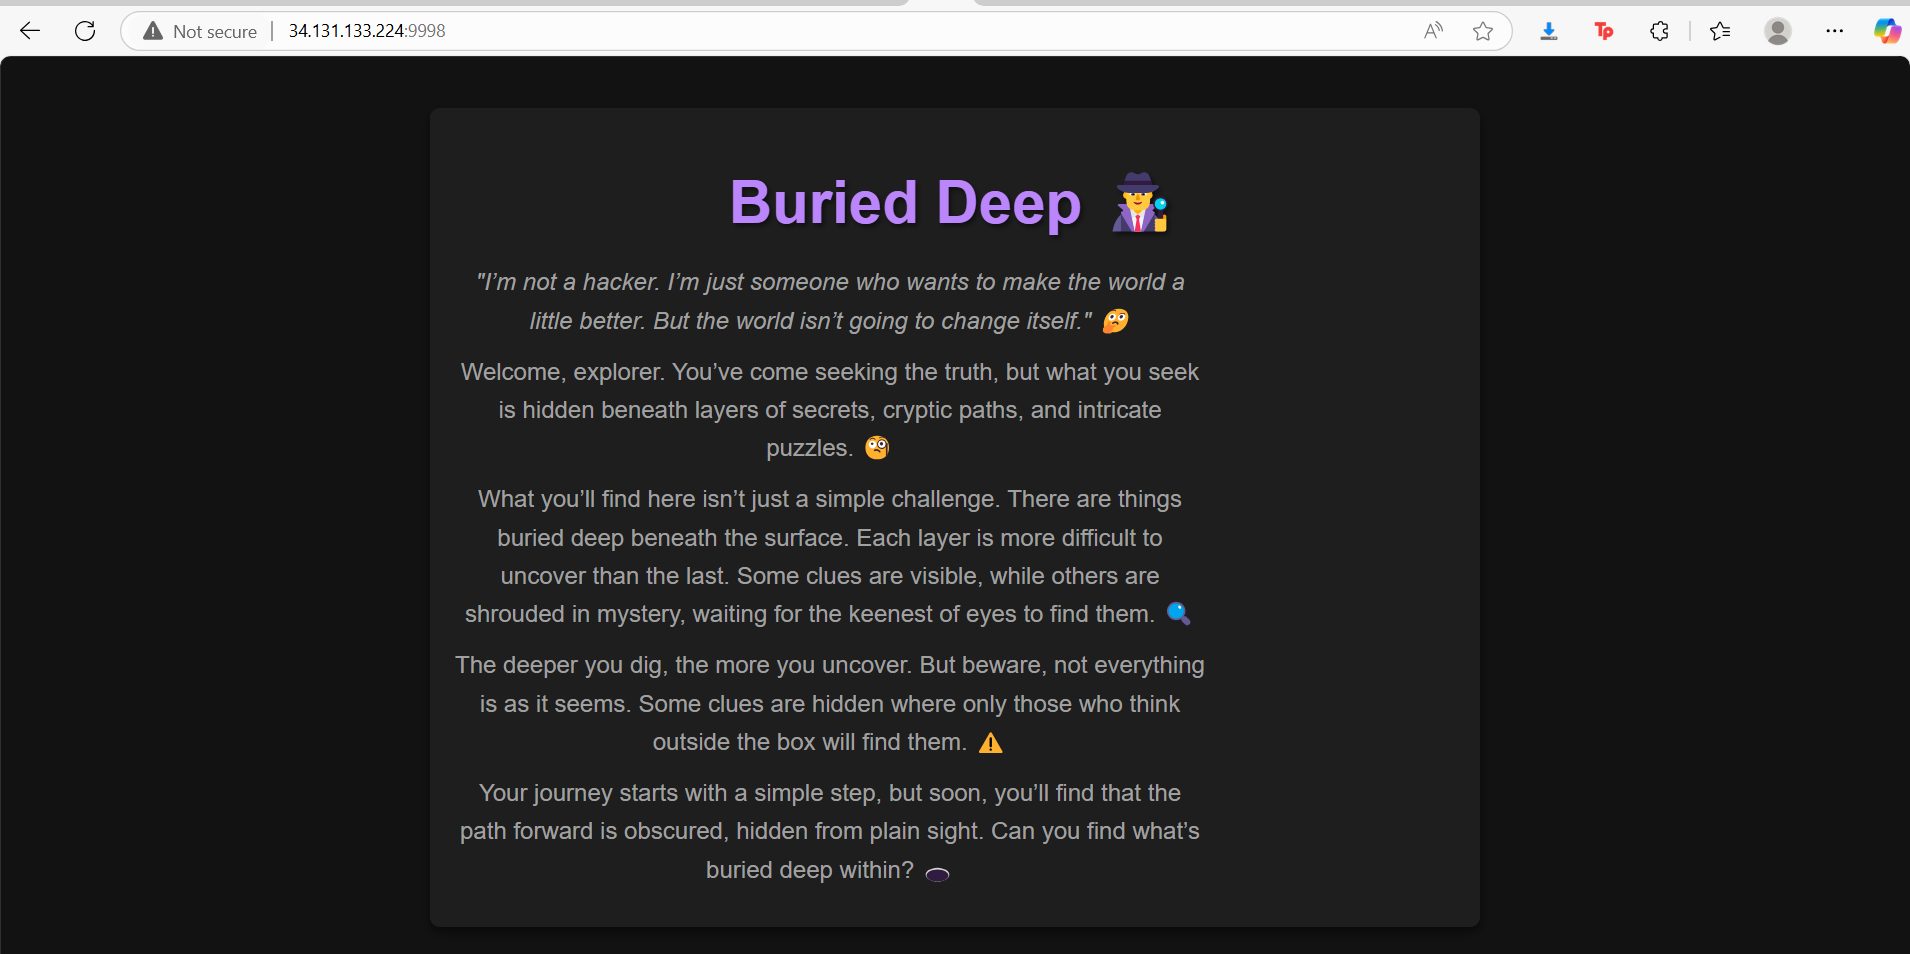 Not secure
34.131.133.224:9998
Buried Deep 🕵️
"I’m not a hacker. I’m just someone who wants to make the world a
little better. But the world isn’t going to change itself." 🤔
Welcome, explorer. You’ve come seeking the truth, but what you seek
is hidden beneath layers of secrets, cryptic paths, and intricate
puzzles. 🧐
What you’ll find here isn’t just a simple challenge. There are things
buried deep beneath the surface. Each layer is more difficult to
uncover than the last. Some clues are visible, while others are
shrouded in mystery, waiting for the keenest of eyes to find them. 🔍
The deeper you dig, the more you uncover. But beware, not everything
is as it seems. Some clues are hidden where only those who think
outside the box will find them. ⚠️
Your journey starts with a simple step, but soon, you’ll find that the
path forward is obscured, hidden from plain sight. Can you find what’s
buried deep within? 🕳️